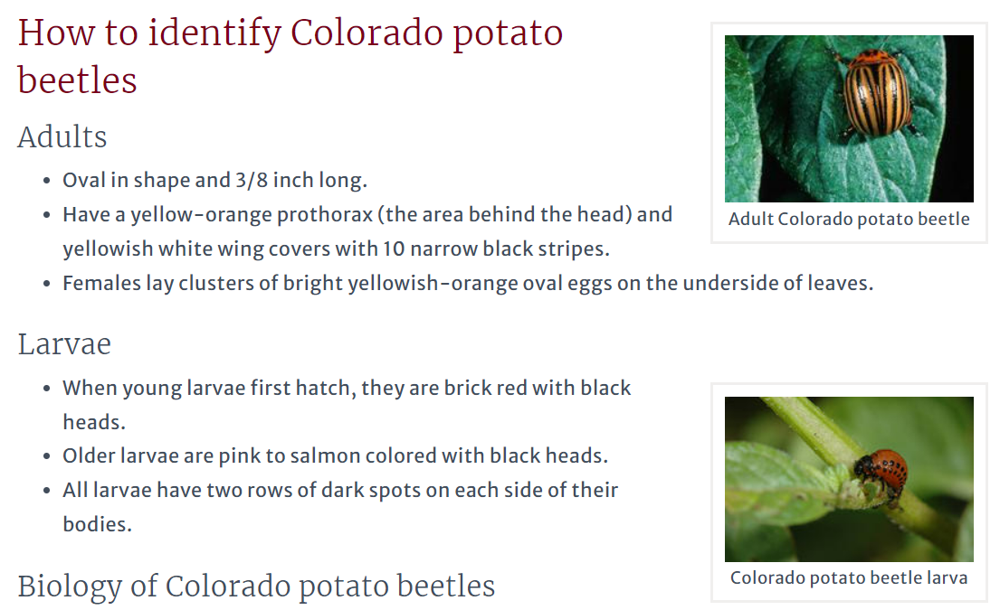 How to identify Colorado potato
beetles
Adults
• Oval in shape and 3/8 inch long.
• Have a yellow-orange prothorax (the area behind the head) and
yellowish white wing covers with 10 narrow black stripes.
• Females lay clusters of bright yellowish-orange oval eggs on the underside of leaves.
Adult Colorado potato beetle
Larvae
• When young larvae first hatch, they are brick red with black
heads.
• Older larvae are pink to salmon colored with black heads.
• All larvae have two rows of dark spots on each side of their
bodies.
Colorado potato beetle larva
Biology of Colorado potato beetles